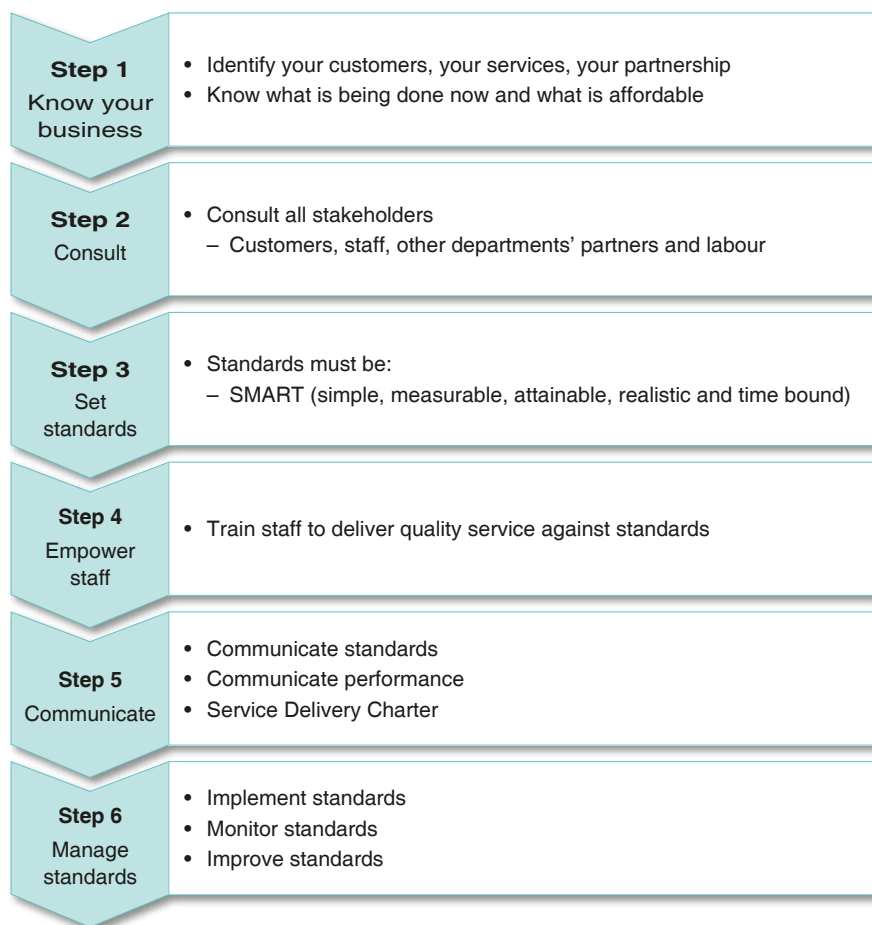 Step 1
Know your
business
• Identify your customers, your services, your partnership
• Know what is being done now and what is affordable
Step 2
Consult
• Consult all stakeholders
– Customers, staff, other departments’ partners and labour
Step 3
Set
standards
• Standards must be:
– SMART (simple, measurable, attainable, realistic and time bound)
Step 4
Empower
staff
• Train staff to deliver quality service against standards
Step 5
Communicate
• Communicate standards
• Communicate performance
• Service Delivery Charter
Step 6
Manage
standards
• Implement standards
• Monitor standards
• Improve standards